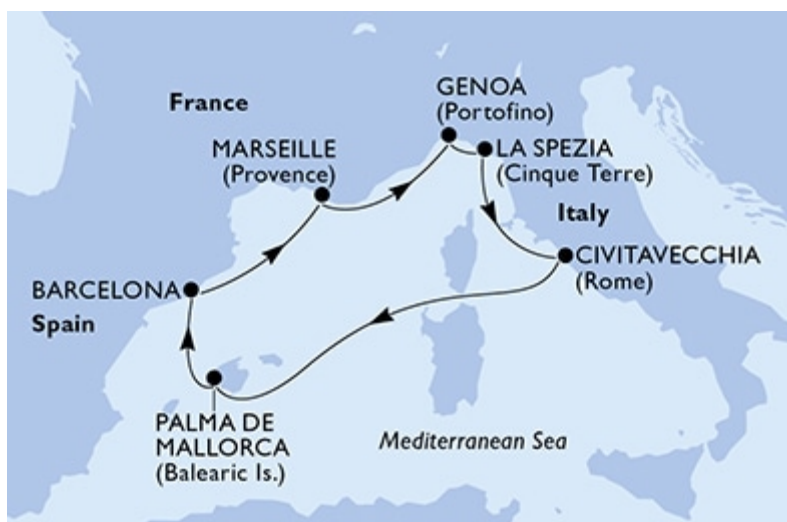 France
GENOA
(Portofino)
MARSEILLE
(Provence)
LA SPEZIA
(Cinque Terre)
Italy
CIVITAVECCHIA
(Rome)
BARCELONA
Spain
PALMA DE
MALLORCA
(Balearic Is.)
Mediterranean Sea